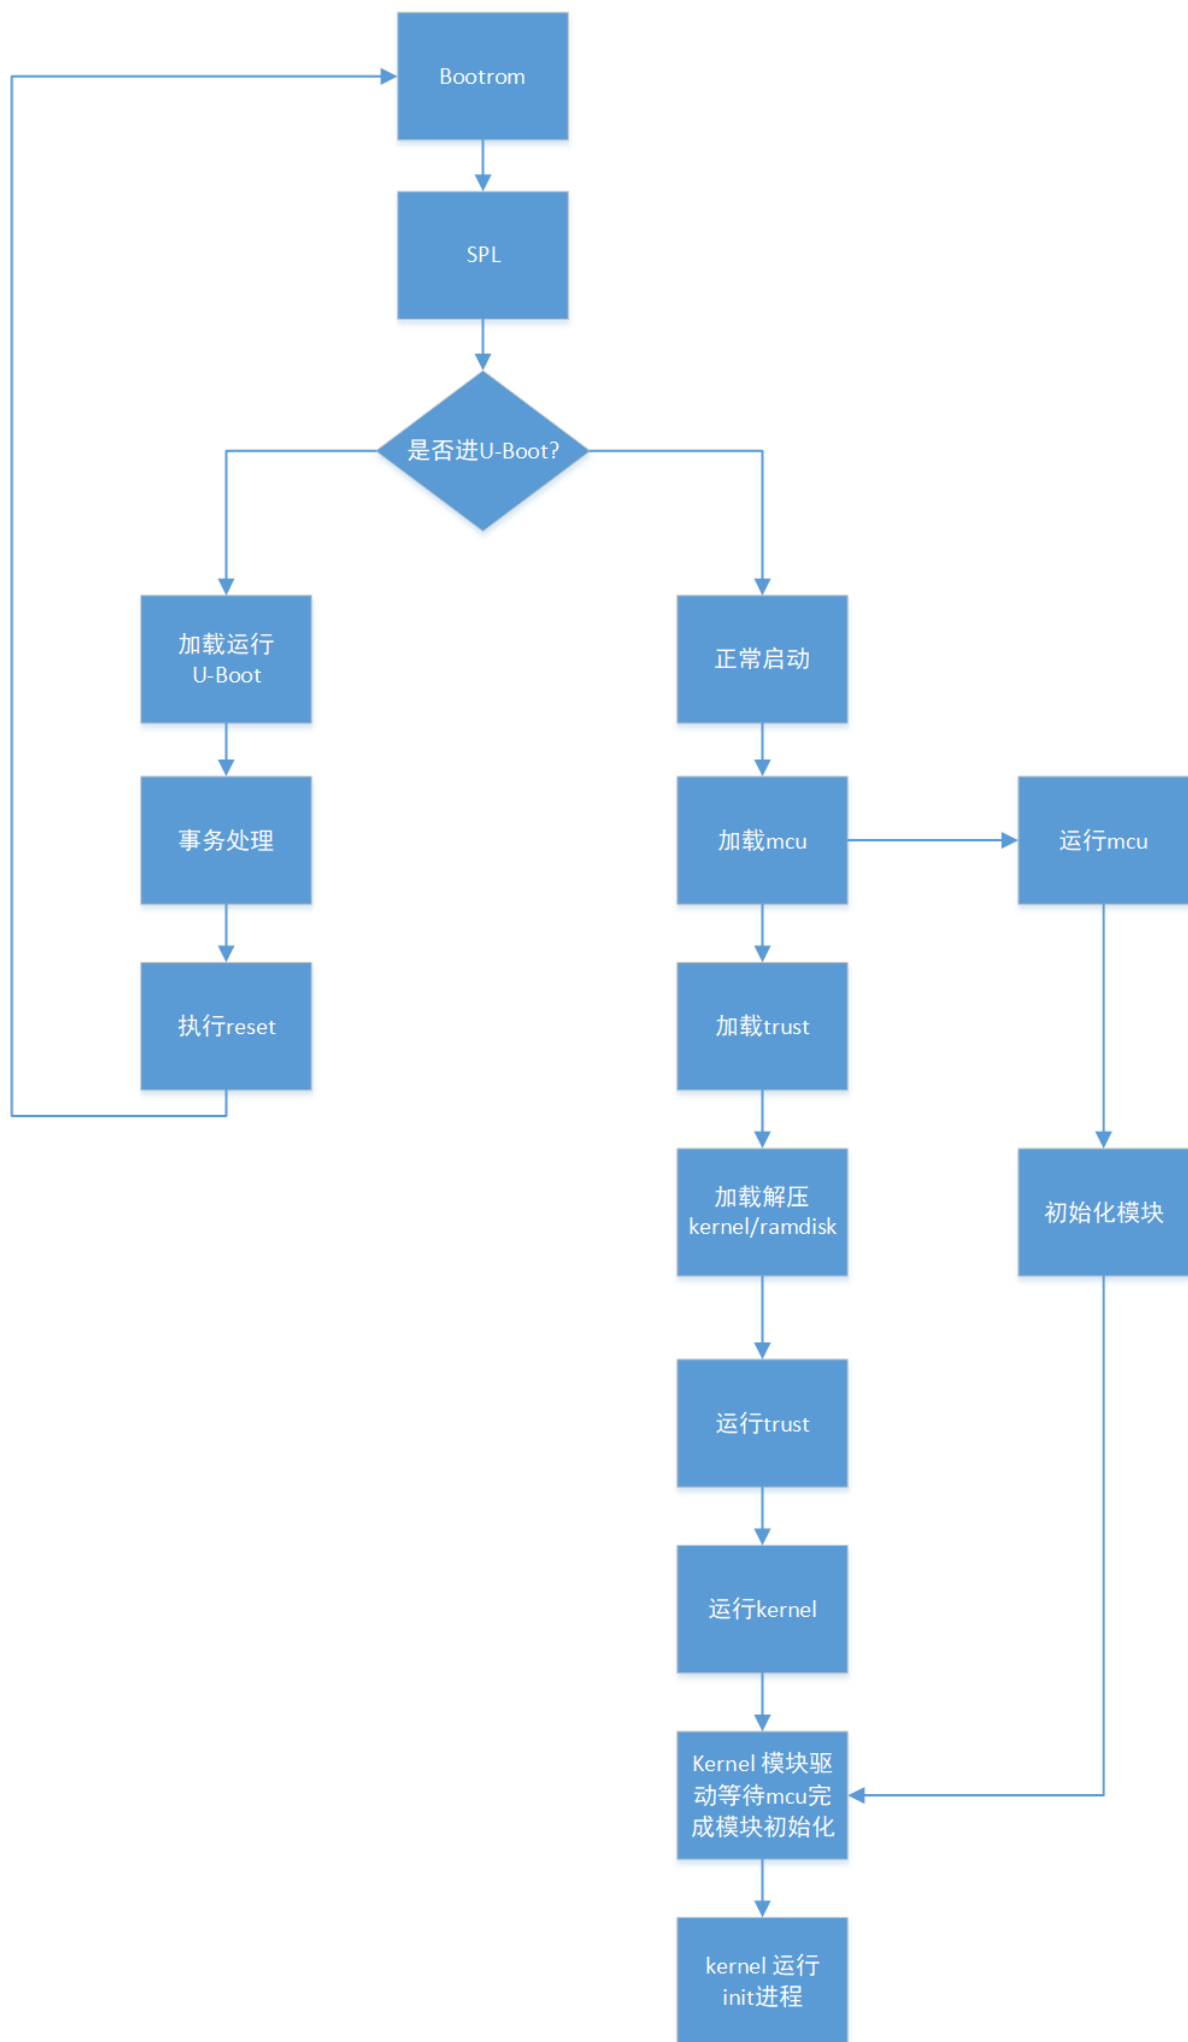 Bootrom
SPL
是否进U-Boot?
加载运行
U-Boot
正常启动
事务处理
加载mcu
运行mcu
执行reset
加载trust
加载解压
kernel/ramdisk
初始化模块
运行trust
运行kernel
Kernel 模块驱
动等待mcu完
成模块初始化
kernel 运行
init进程